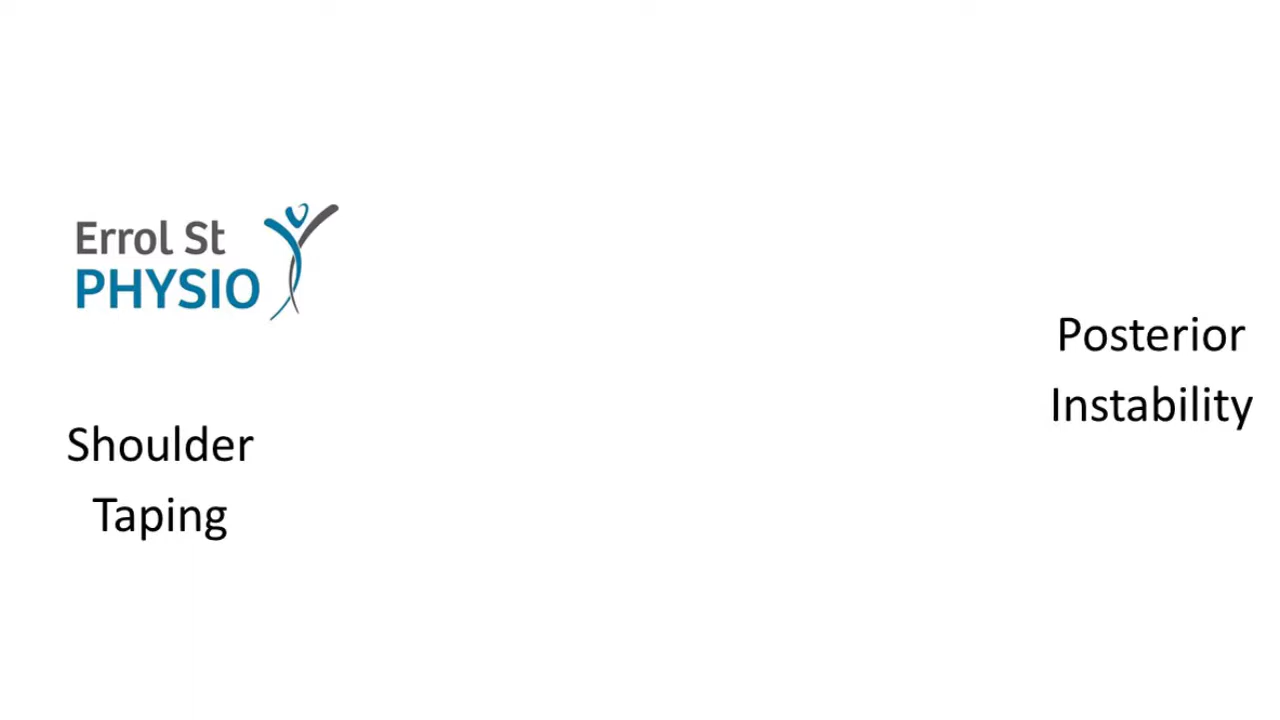 Errol St
PHYSIO
Shoulder
Taping
Posterior
Instability